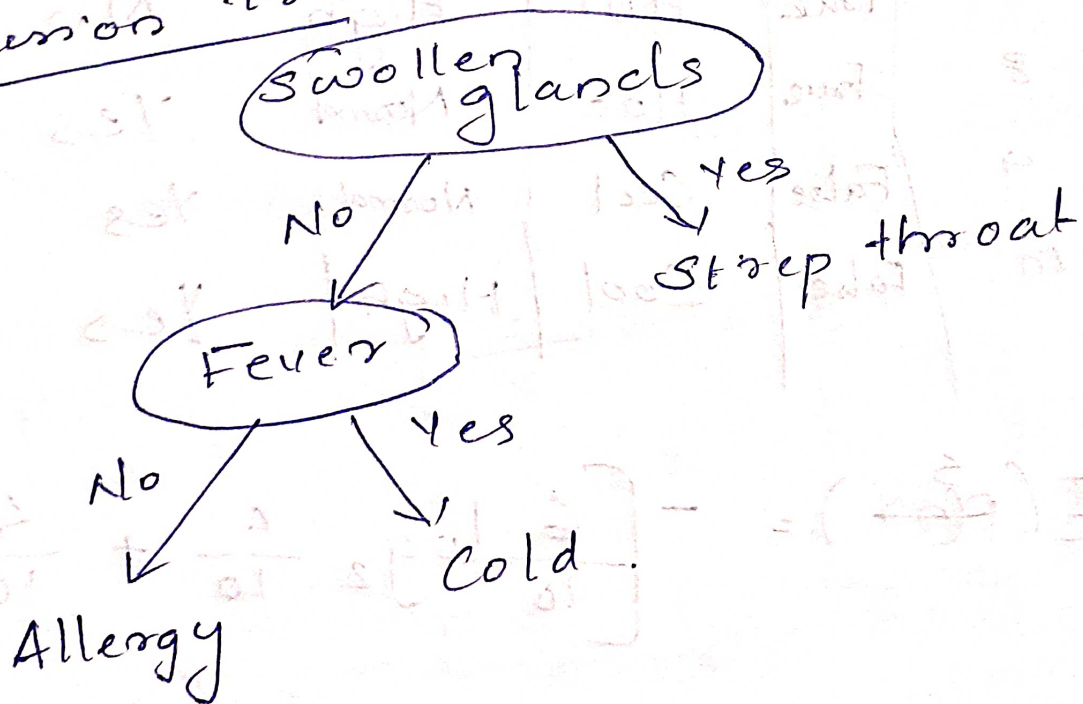 Swollen
glands
No
Yes
Strep throat
Fever
No
Yes
Cold.
Allergy